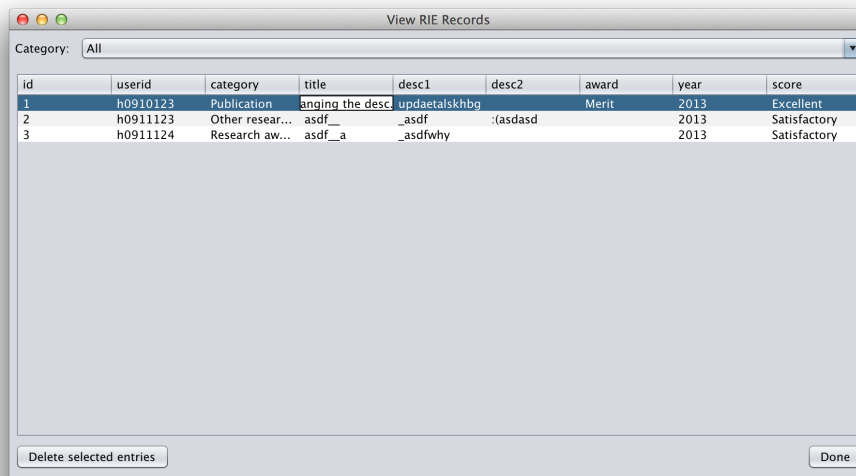 View RIE Records
Category: All
id userid category title desc1 desc2 award year score
1 h0910123 Publication anging the desc. updaetalskhbg Merit 2013 Excellent
2 h0911123 Other resear... asdf__ _asdf :(asdasd 2013 Satisfactory
3 h0911124 Research aw... asdf__a _asdfwhy 2013 Satisfactory
Delete selected entries Done